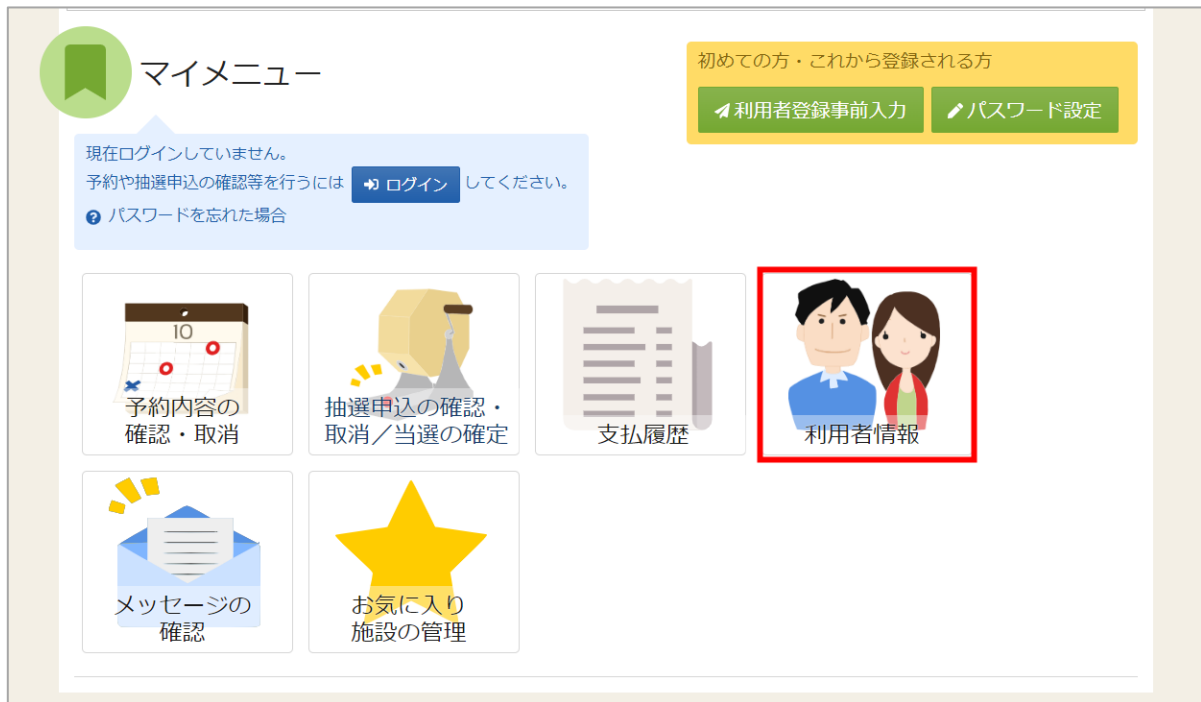 マイメニュー
初めての方・これから登録される方
利用者登録事前入力
パスワード設定
現在ログインしていません。
予約や抽選申込の確認等を行うには ログイン してください。
パスワードを忘れた場合
10
予約内容の
確認・取消
抽選申込の確認・
取消／当選の確定
支払履歴
利用者情報
メッセージの
確認
お気に入り
施設の管理